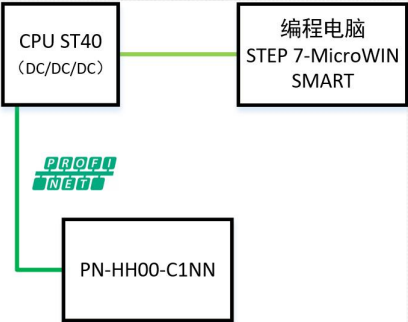 CPU ST40
（DC/DC/DC）
编程电脑
STEP 7-MicroWIN
SMART
PROFI
NET
PN-HH00-C1NN